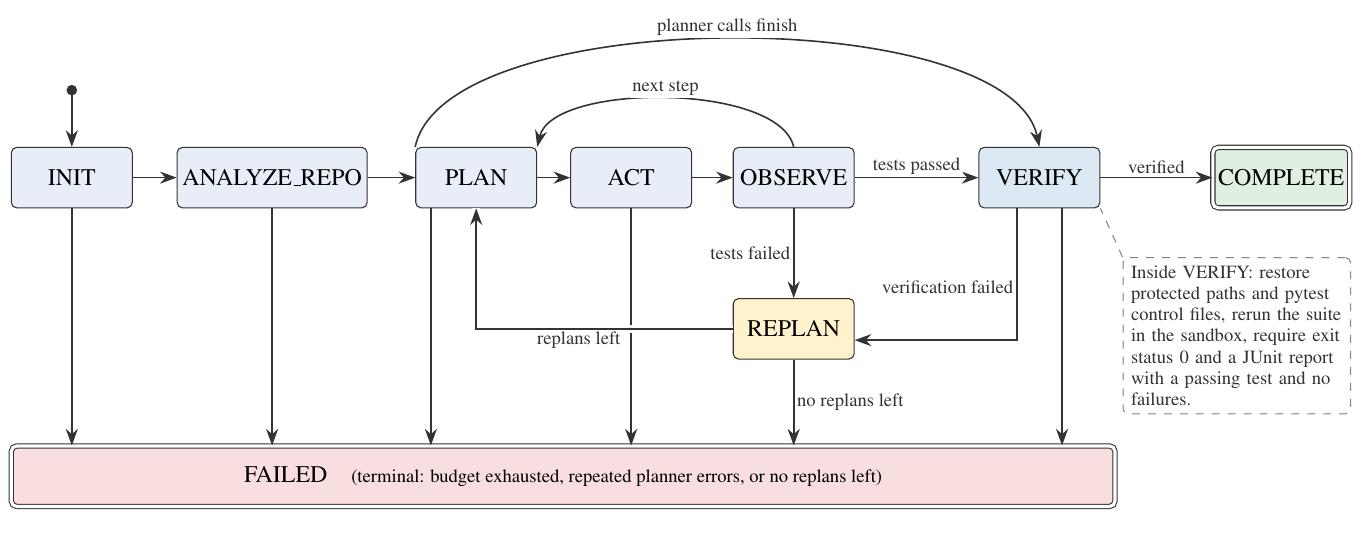 planner calls finish
next step
INIT
ANALYZE_REPO
PLAN
ACT
OBSERVE
tests passed
VERIFY
verified
COMPLETE
tests failed
verification failed
Inside VERIFY: restore
protected paths and pytest
control files, rerun the suite
in the sandbox, require exit
status 0 and a JUnit report
with a passing test and no
failures.
REPLAN
replans left
no replans left
FAILED (terminal: budget exhausted, repeated planner errors, or no replans left)